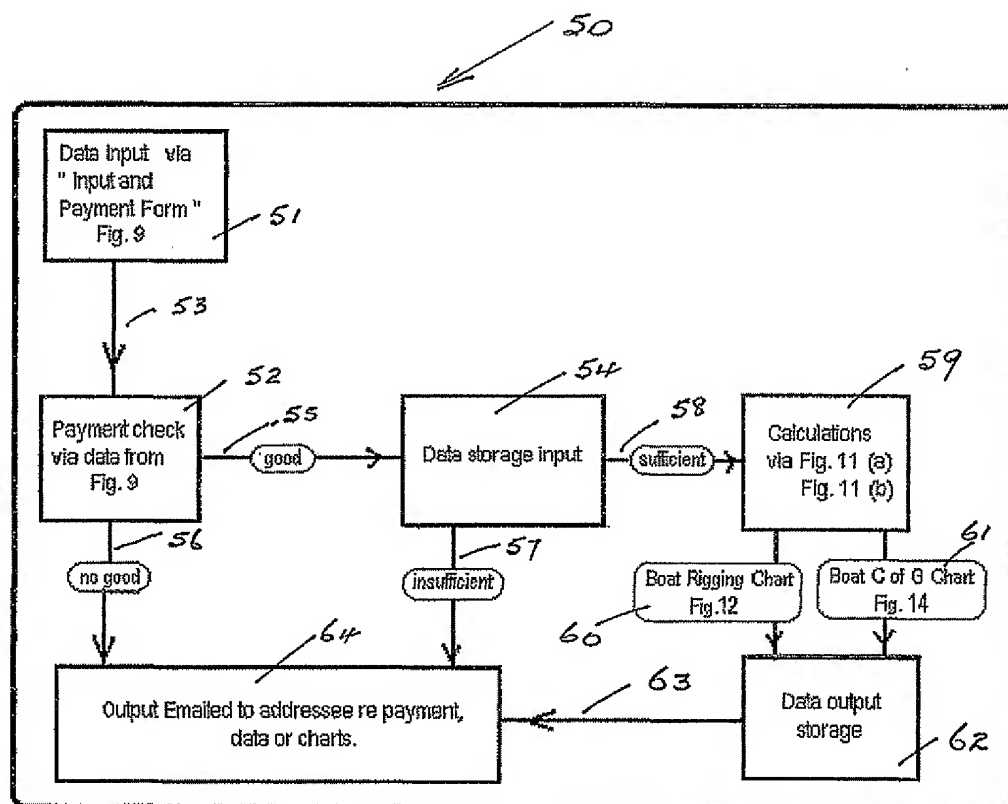 50
Data Input via
" Input and
Payment Form "
Fig. 9
51
53
52
Payment check
via data from
Fig. 9
55
good
54
Data storage input
58
sufficient
59
Calculations
via Fig. 11 (a)
Fig. 11 (b)
56
no good
57
insufficient
Boat Rigging Chart
Fig.12
60
61
Boat C of G Chart
Fig. 14
64
Output Emailed to addressee re payment,
data or charts.
63
Data output
storage
62